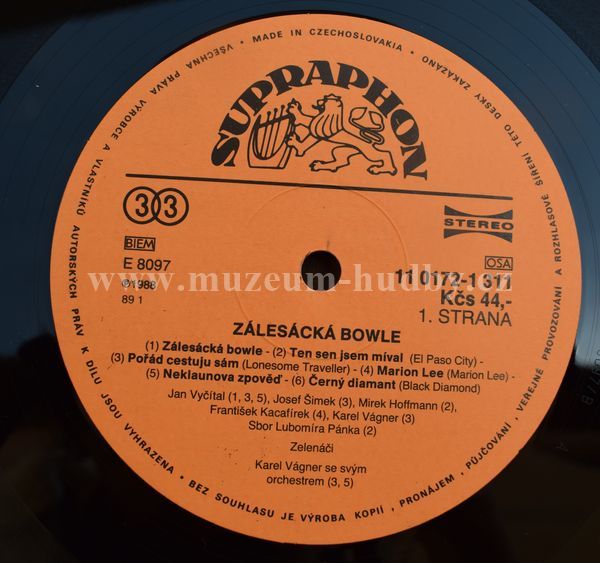 MADE IN CZECHOSLOVAKIA • ZÁKAZÁNO ŠÍŘENÍ TÉTO DESKY A ROZHLASOVÉ VEŘEJNÉ PROVOZOVÁNÍ, PŮJČOVÁNÍ, PRONÁJEM, BEZ SOUHLASU JE VÝROBA KOPIÍ • VŠECHNA PRÁVA VÝROBCE A VLASTNÍKŮ AUTORSKÝCH PRÁV K DÍLU JSOU VYHRAZENA •
SUPRAPHON
33
STEREO
BIEM
OSA
E 8097
11 0172-1311
www.muzeum-hudby.cz
℗1988
Kčs 44,-
89 1
1. STRANA
ZÁLESÁCKÁ BOWLE
(1) Zálesácká bowle - (2) Ten sen jsem míval (El Paso City) -
(3) Pořád cestuju sám (Lonesome Traveller) - (4) Marion Lee (Marion Lee) -
(5) Neklaunova zpověď - (6) Černý diamant (Black Diamond)
Jan Vyčítal (1, 3, 5), Josef Šimek (3), Mirek Hoffmann (2),
František Kacafírek (4), Karel Vágner (3)
Sbor Lubomíra Pánka (2)
Zelenáči
Karel Vágner se svým
orchestrem (3, 5)